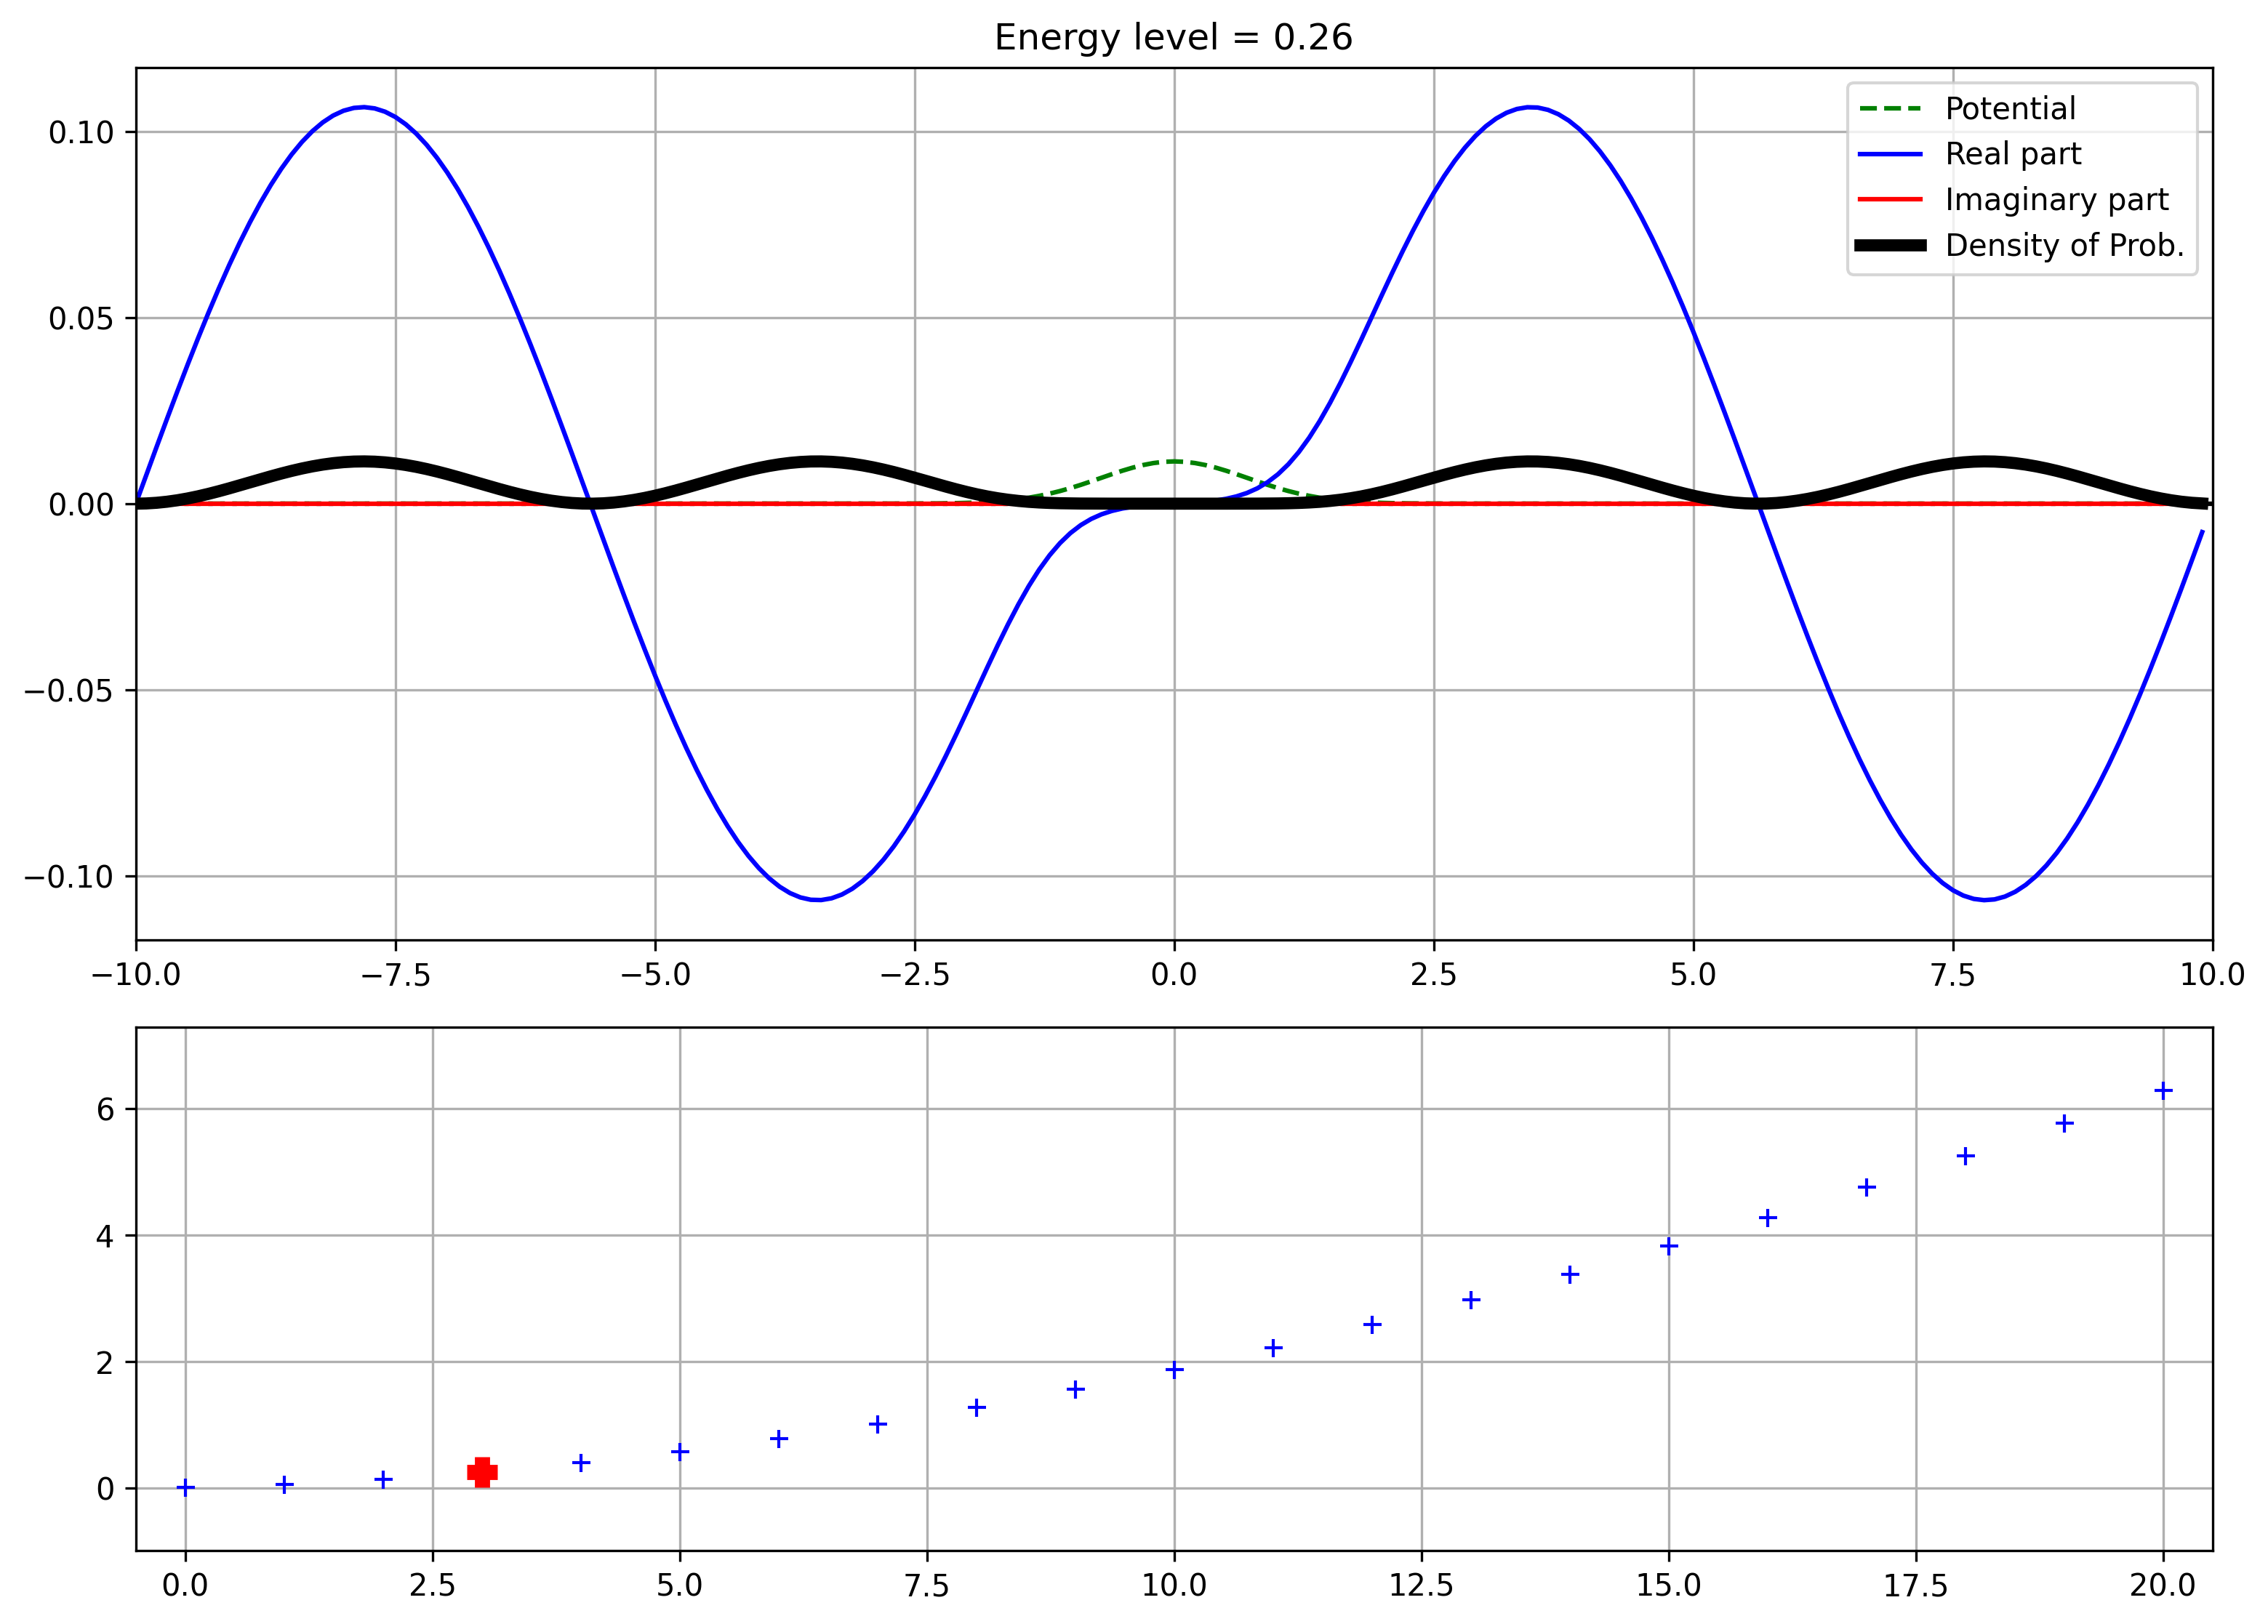 Energy level = 0.26
Potential
Real part
Imaginary part
Density of Prob.
0.10
0.05
0.00
−0.05
−0.10
−10.0 −7.5 −5.0 −2.5 0.0 2.5 5.0 7.5 10.0
6
4
2
0
0.0 2.5 5.0 7.5 10.0 12.5 15.0 17.5 20.0